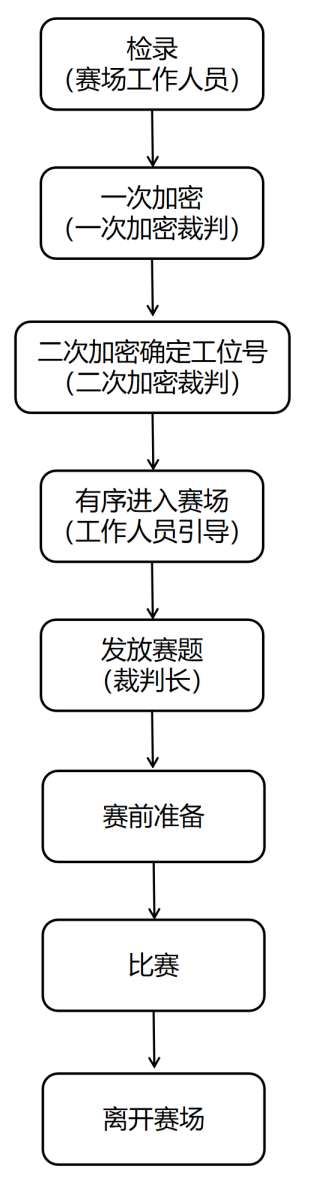 检录
（赛场工作人员）
一次加密
（一次加密裁判）
二次加密确定工位号
（二次加密裁判）
有序进入赛场
（工作人员引导）
发放赛题
（裁判长）
赛前准备
比赛
离开赛场